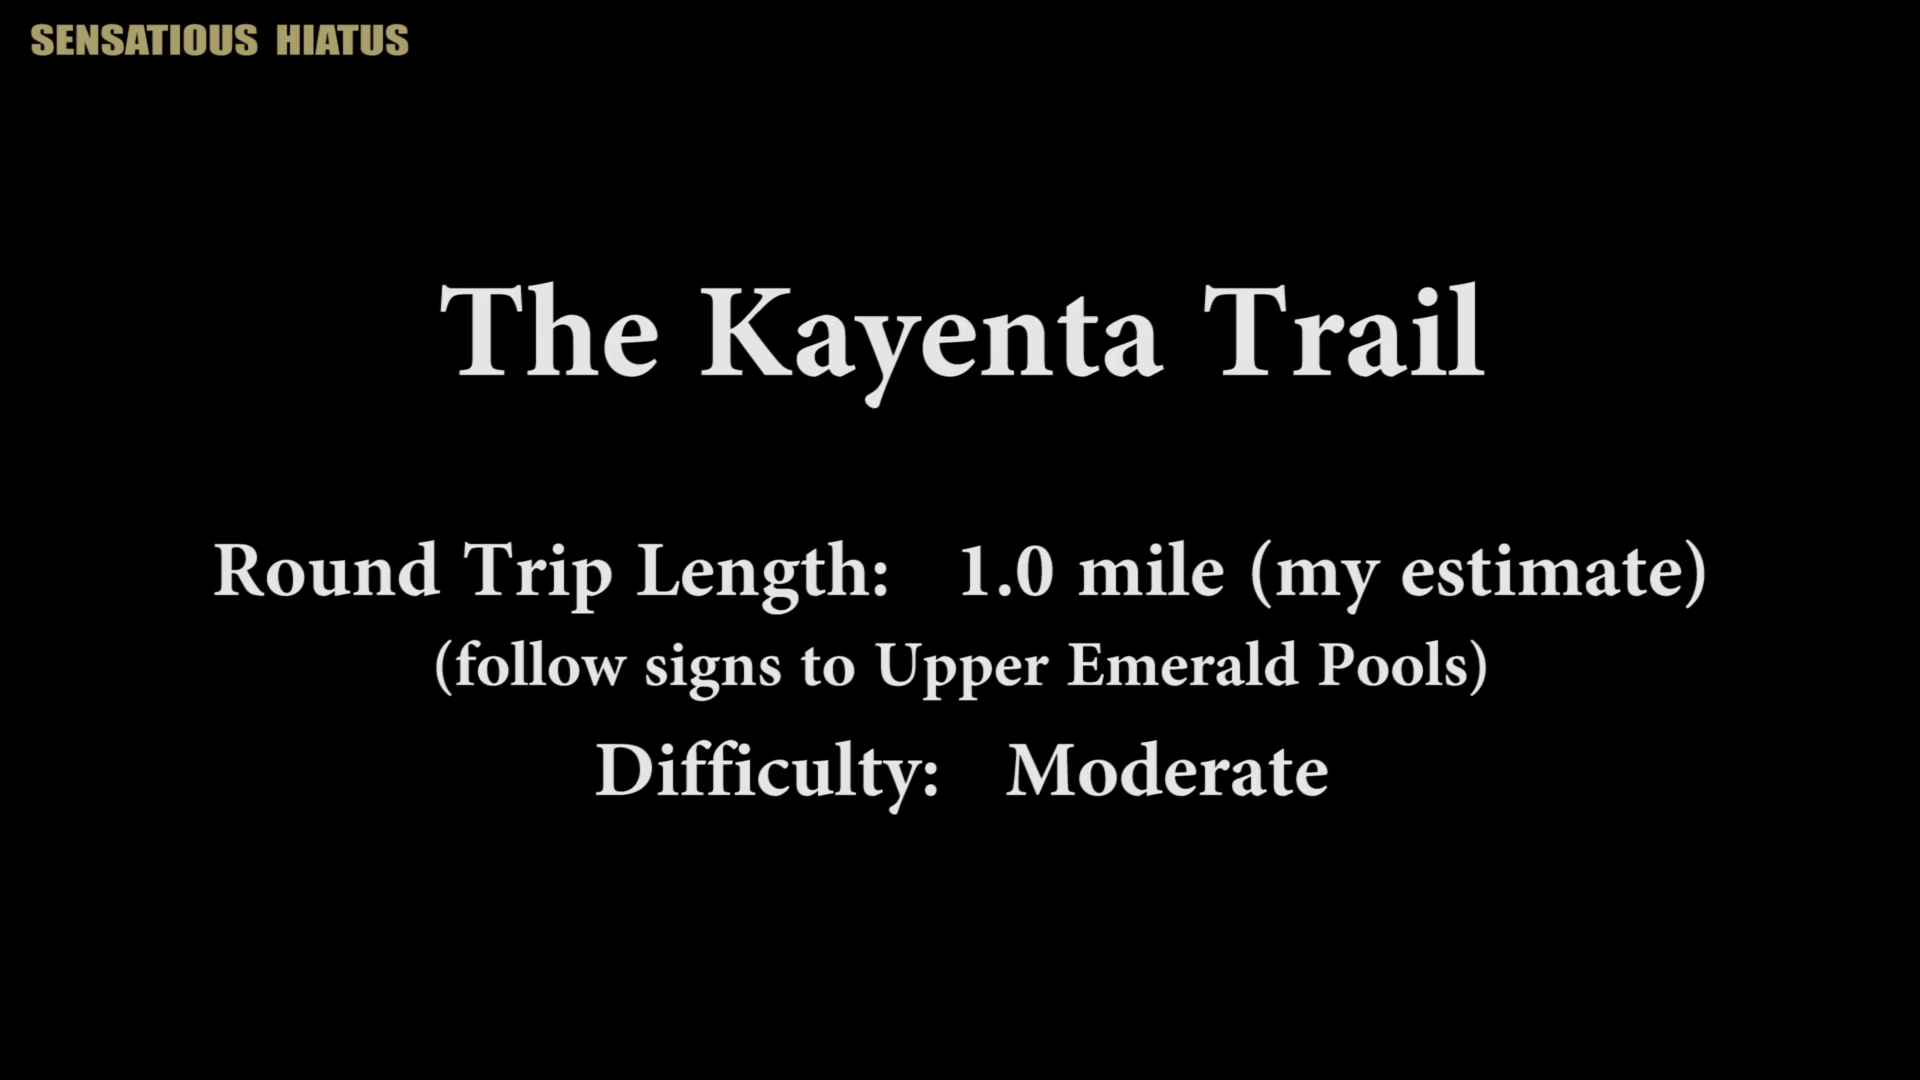 SENSATIOUS HIATUS
The Kayenta Trail
Round Trip Length: 1.0 mile (my estimate)
(follow signs to Upper Emerald Pools)
Difficulty: Moderate